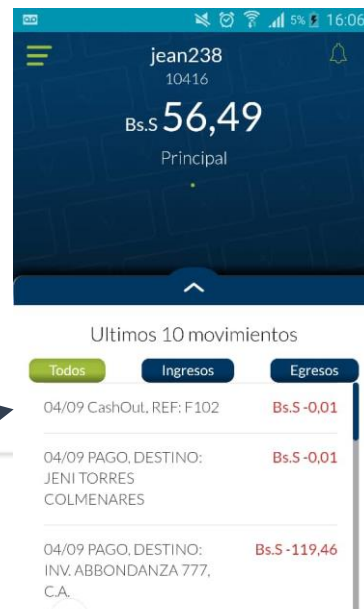 5% 16:06
jean238
10416
Bs.S 56,49
Principal
Ultimos 10 movimientos
Todos Ingresos Egresos
04/09 CashOut, REF: F102 Bs.S -0,01
04/09 PAGO, DESTINO: Bs.S -0,01
JENI TORRES
COLMENARES
04/09 PAGO, DESTINO: Bs.S -119,46
INV. ABBONDANZA 777,
C.A.